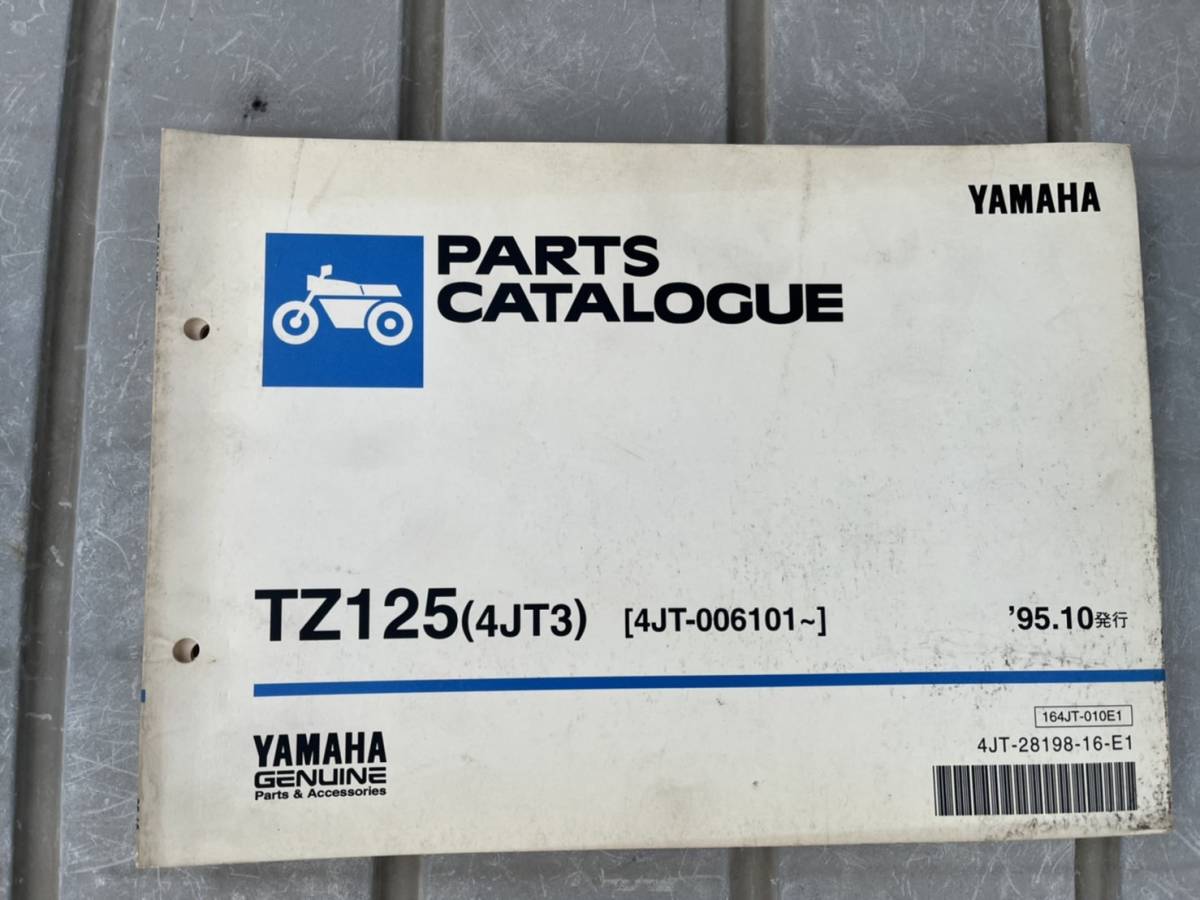 YAMAHA
PARTS
CATALOGUE
TZ125(4JT3) [4JT-006101~] '95.10発行
164JT-010E1
4JT-28198-16-E1
YAMAHA
GENUINE
Parts & Accessories